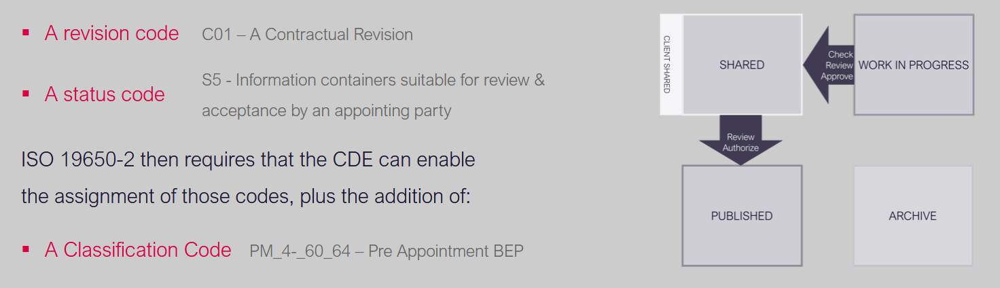 A revision code C01 – A Contractual Revision
A status code
S5 - Information containers suitable for review &
acceptance by an appointing party
ISO 19650-2 then requires that the CDE can enable
the assignment of those codes, plus the addition of:
A Classification Code PM_4-_60_64 – Pre Appointment BEP
CLIENT SHARED
SHARED
Check
Review
Approve
WORK IN PROGRESS
Review
Authorize
PUBLISHED
ARCHIVE